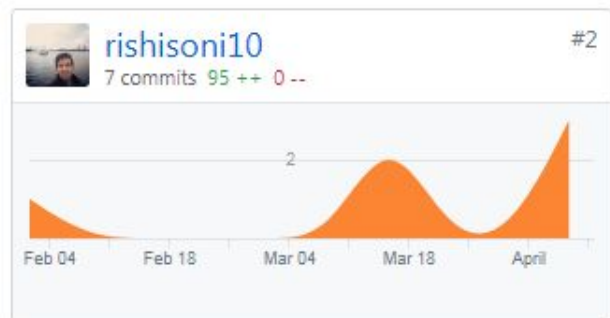 rishisoni10
#2
7 commits 95 ++ 0 --
2
Feb 04 Feb 18 Mar 04 Mar 18 April